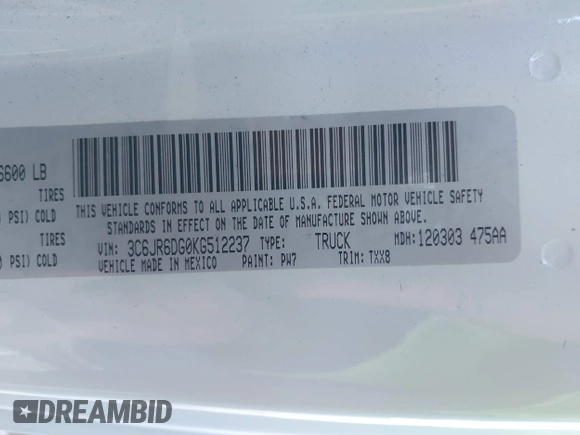 6600 LB
TIRES
PSI) COLD
TIRES
PSI) COLD
THIS VEHICLE CONFORMS TO ALL APPLICABLE U.S.A. FEDERAL MOTOR VEHICLE SAFETY
STANDARDS IN EFFECT ON THE DATE OF MANUFACTURE SHOWN ABOVE.
VIN: 3C6JR6DG0KG512237 TYPE: TRUCK MDH: 120303 475AA
VEHICLE MADE IN MEXICO PAINT: PW7 TRIM: TXX8
DREAMBID